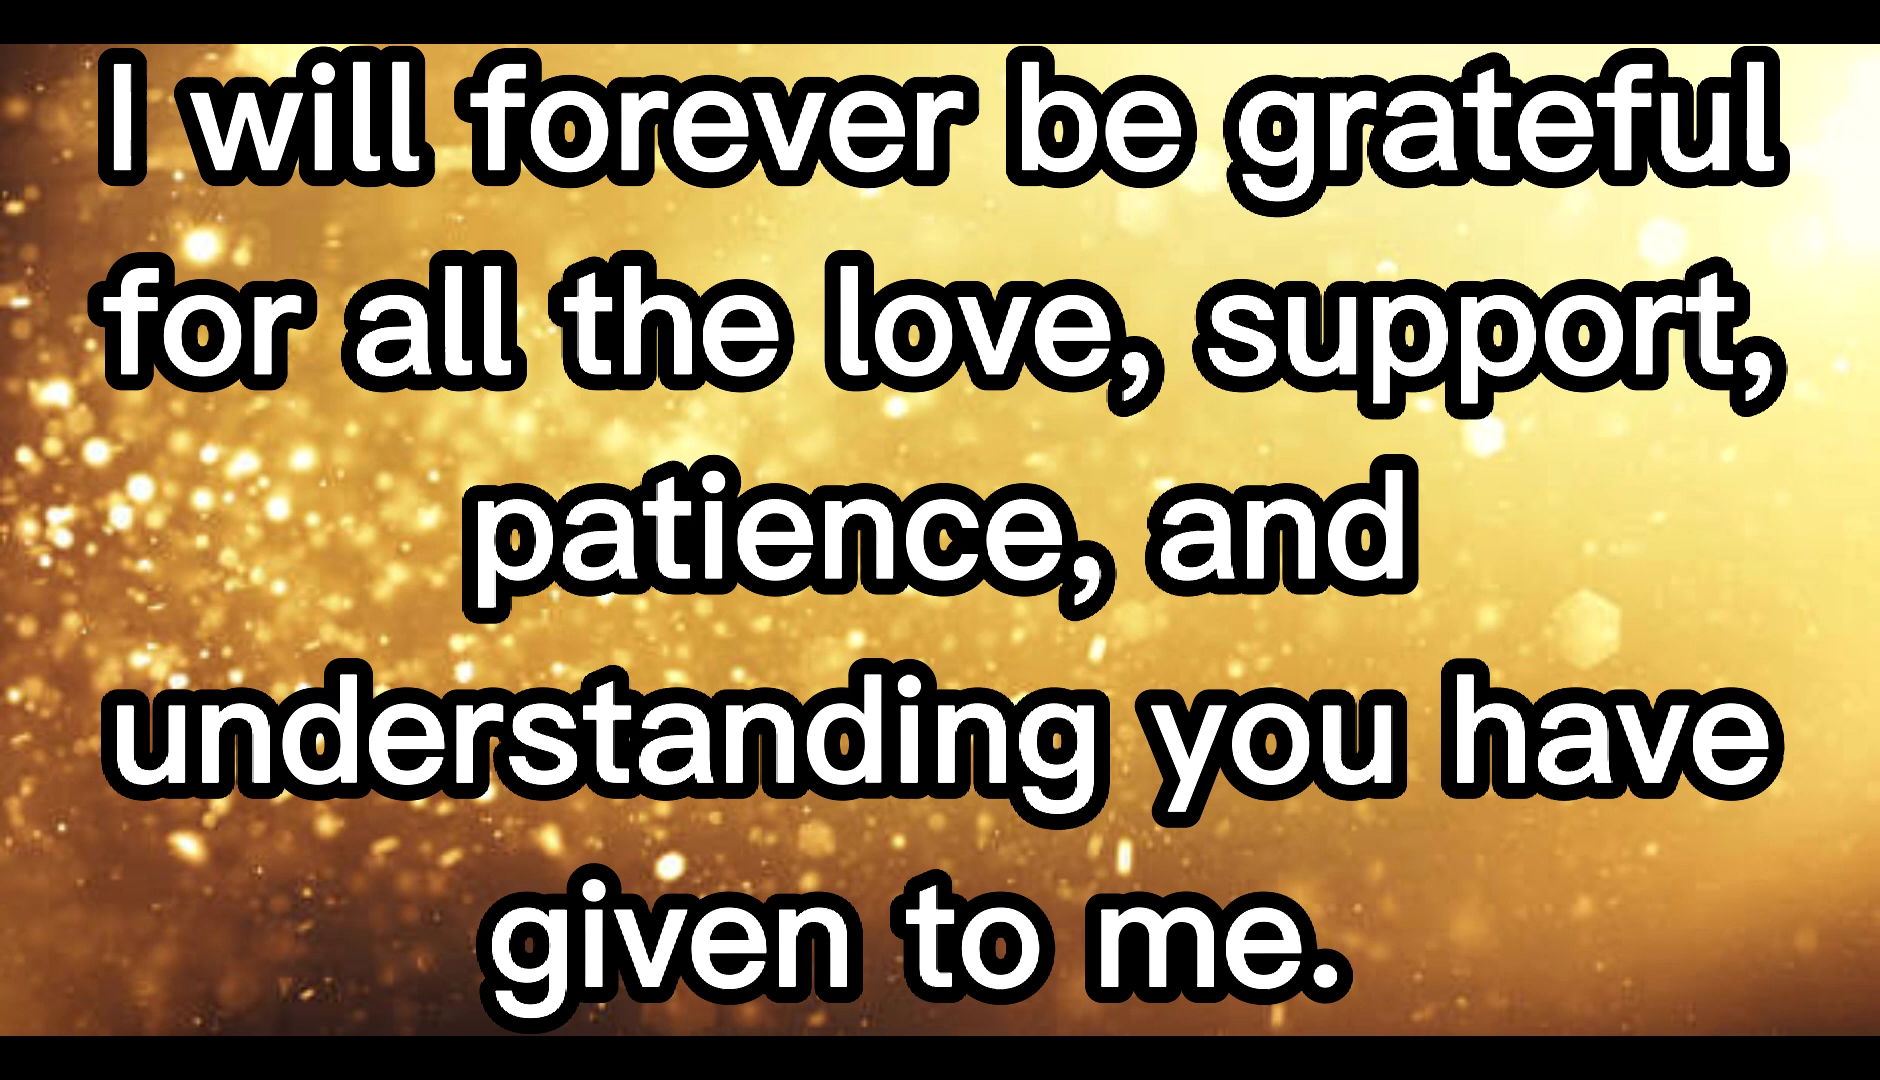 I will forever be grateful
for all the love, support,
patience, and
understanding you have
given to me.